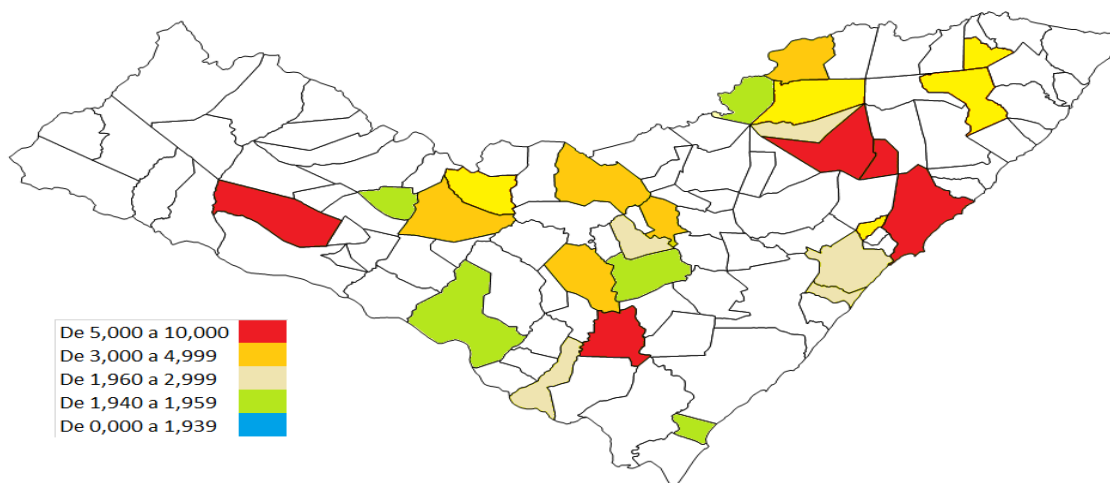 De 5,000 a 10,000
De 3,000 a 4,999
De 1,960 a 2,999
De 1,940 a 1,959
De 0,000 a 1,939